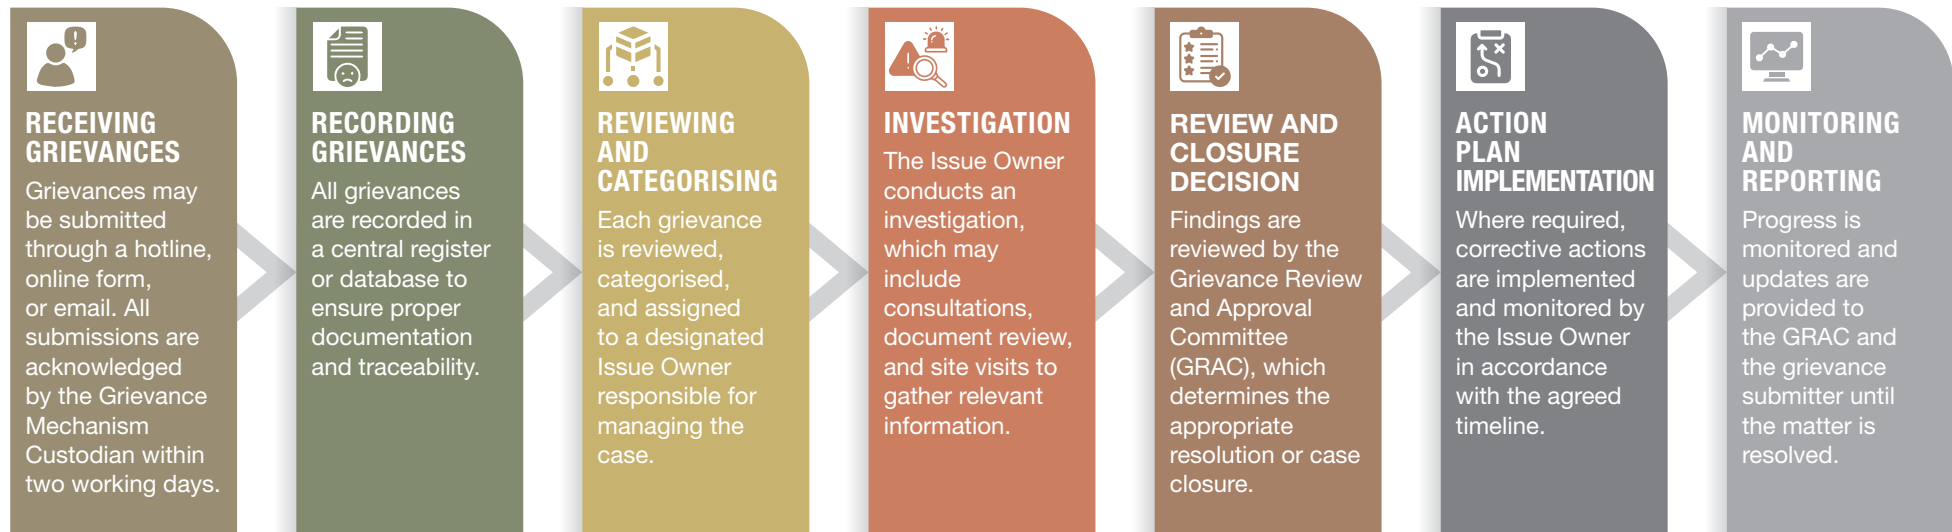 RECEIVING
GRIEVANCES
Grievances may
be submitted
through a hotline,
online form,
or email. All
submissions are
acknowledged
by the Grievance
Mechanism
Custodian within
two working days.
RECORDING
GRIEVANCES
All grievances
are recorded in
a central register
or database to
ensure proper
documentation
and traceability.
REVIEWING
AND
CATEGORISING
Each grievance
is reviewed,
categorised,
and assigned
to a designated
Issue Owner
responsible for
managing the
case.
INVESTIGATION
The Issue Owner
conducts an
investigation,
which may
include
consultations,
document review,
and site visits to
gather relevant
information.
REVIEW AND
CLOSURE
DECISION
Findings are
reviewed by the
Grievance Review
and Approval
Committee
(GRAC), which
determines the
appropriate
resolution or case
closure.
ACTION
PLAN
IMPLEMENTATION
Where required,
corrective actions
are implemented
and monitored by
the Issue Owner
in accordance
with the agreed
timeline.
MONITORING
AND
REPORTING
Progress is
monitored and
updates are
provided to
the GRAC and
the grievance
submitter until
the matter is
resolved.